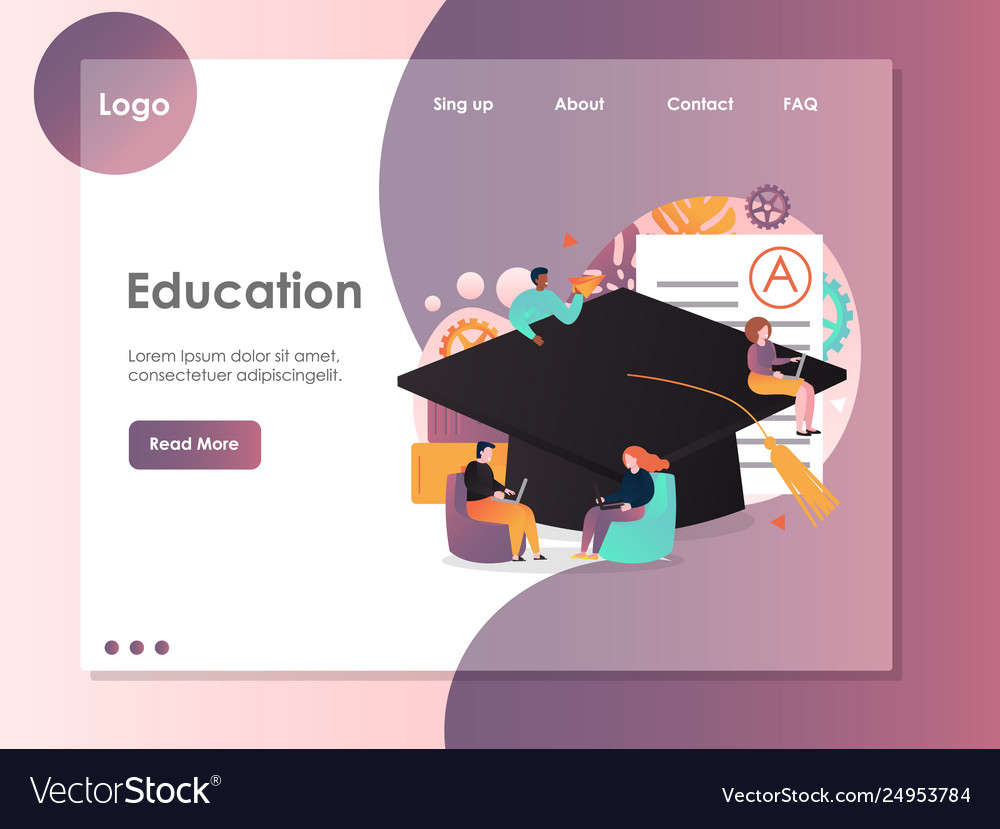 Logo
Sing up About Contact FAQ
A
Education
Lorem Ipsum dolor sit amet,
consectetuer adipiscingelit.
Read More
VectorStock®
VectorStock.com/24953784